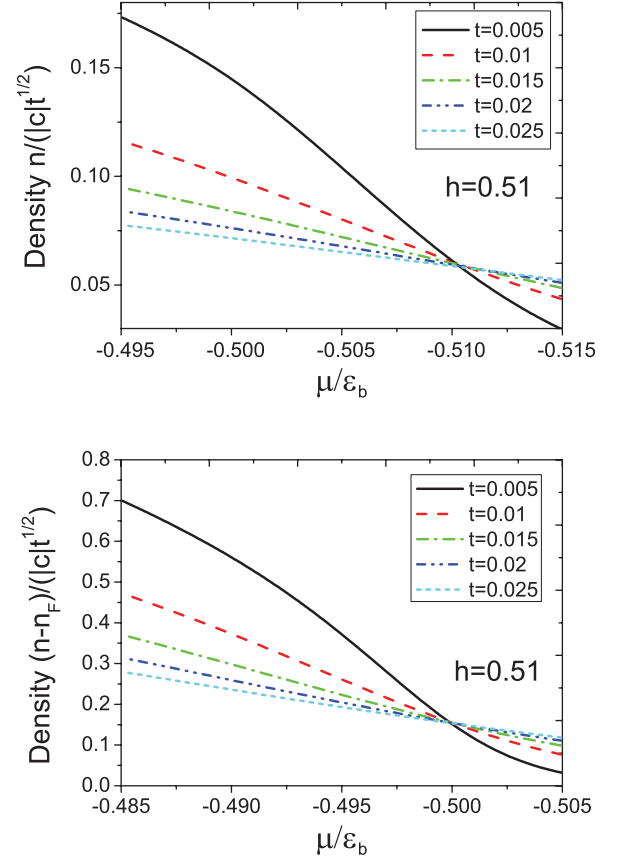 Density n/(|c|t^{1/2})
0.15
0.10
0.05
t=0.005
t=0.01
t=0.015
t=0.02
t=0.025
h=0.51
-0.495 -0.500 -0.505 -0.510 -0.515
μ/ε_b
Density (n-n_F)/(|c|t^{1/2})
0.8
0.7
0.6
0.5
0.4
0.3
0.2
0.1
0.0
t=0.005
t=0.01
t=0.015
t=0.02
t=0.025
h=0.51
-0.485 -0.490 -0.495 -0.500 -0.505
μ/ε_b